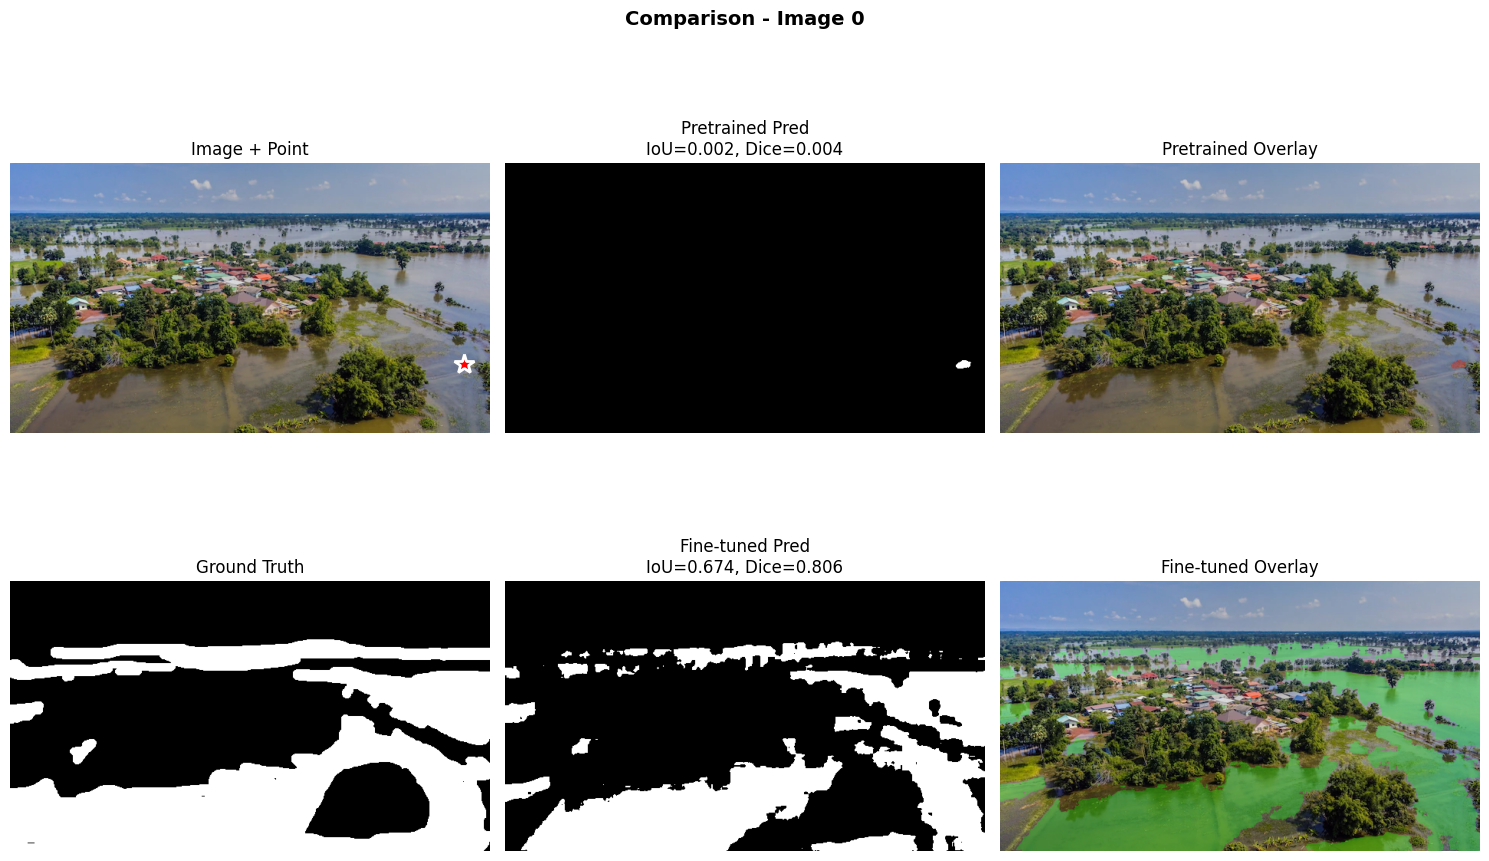 Comparison - Image 0
Image + Point
Pretrained Pred
IoU=0.002, Dice=0.004
Pretrained Overlay
Ground Truth
Fine-tuned Pred
IoU=0.674, Dice=0.806
Fine-tuned Overlay